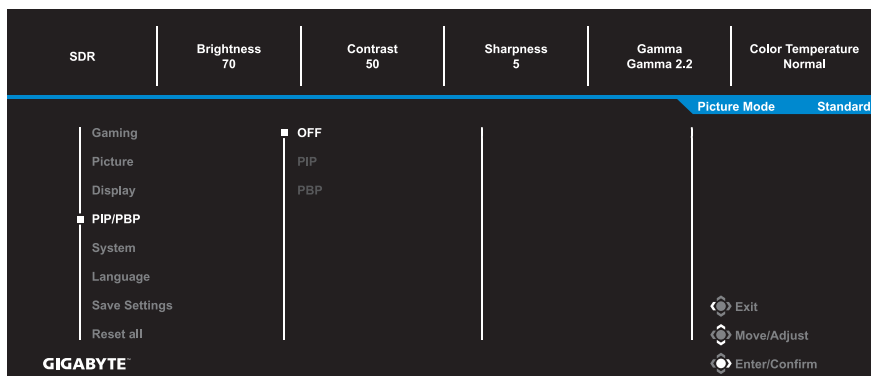 SDR
Brightness
70
Contrast
50
Sharpness
5
Gamma
Gamma 2.2
Color Temperature
Normal
Picture Mode Standard
Gaming
Picture
Display
PIP/PBP
System
Language
Save Settings
Reset all
OFF
PIP
PBP
Exit
Move/Adjust
Enter/Confirm
GIGABYTE™